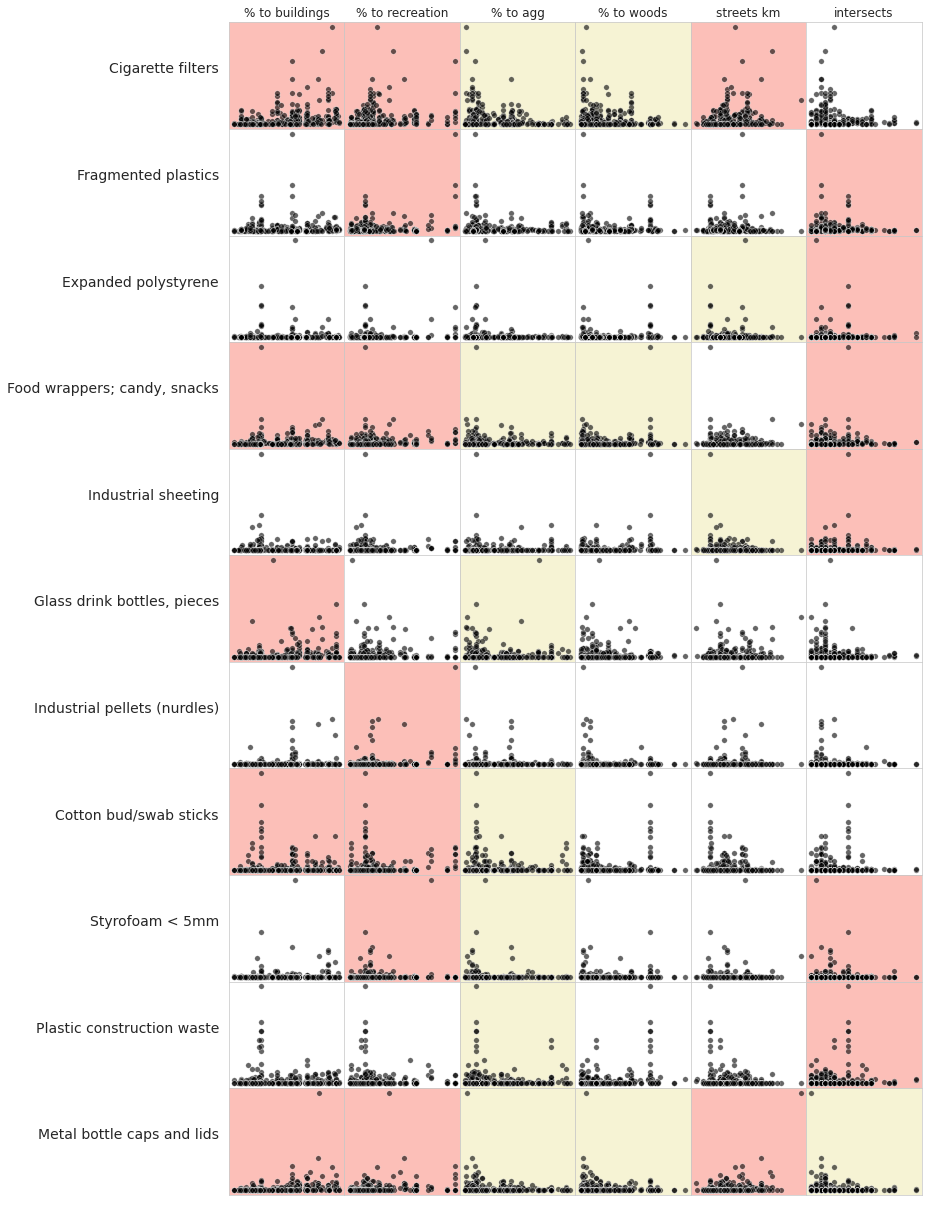 % to buildings % to recreation % to agg % to woods streets km intersects
Cigarette filters
Fragmented plastics
Expanded polystyrene
Food wrappers; candy, snacks
Industrial sheeting
Glass drink bottles, pieces
Industrial pellets (nurdles)
Cotton bud/swab sticks
Styrofoam < 5mm
Plastic construction waste
Metal bottle caps and lids